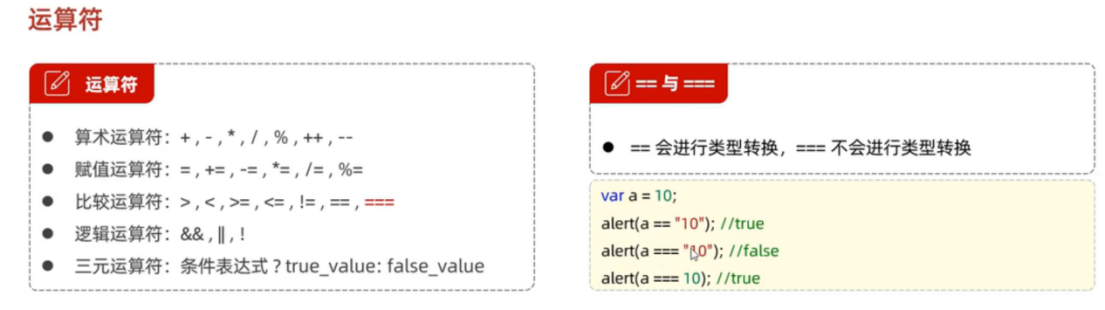 运算符
运算符
算术运算符：+ , - , * , / , % , ++ , --
赋值运算符：= , += , -= , *= , /= , %=
比较运算符：> , < , >= , <= , != , == , ===
逻辑运算符：&& , || , !
三元运算符：条件表达式 ? true_value: false_value
== 与 ===
== 会进行类型转换，=== 不会进行类型转换
var a = 10;
alert(a == "10"); //true
alert(a === "10"); //false
alert(a === 10); //true